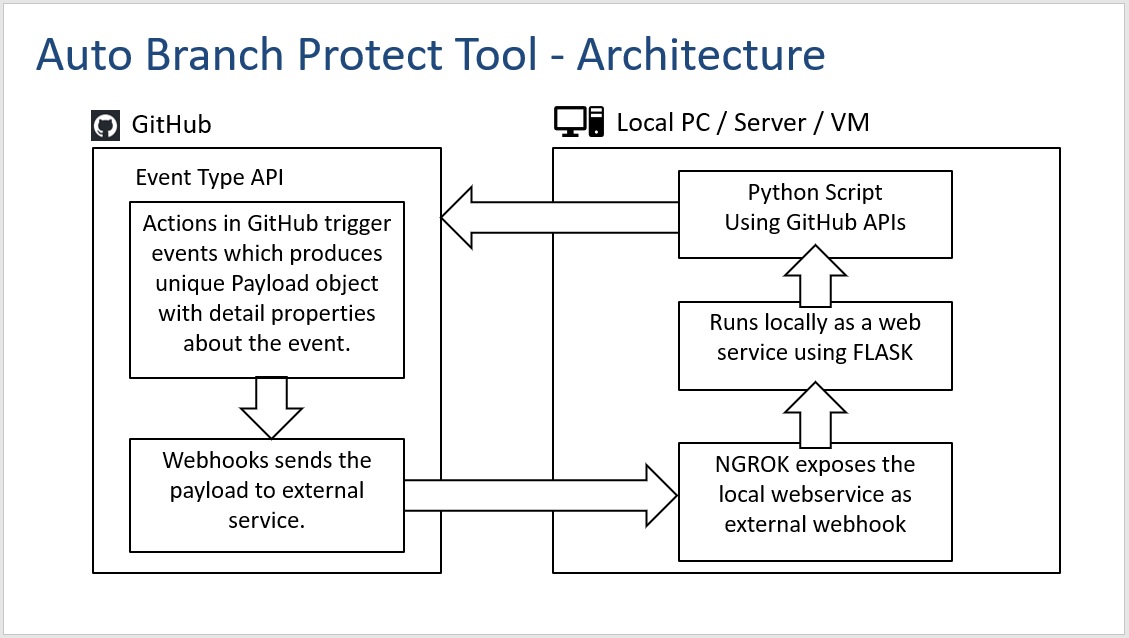 Auto Branch Protect Tool - Architecture
GitHub
Event Type API
Actions in GitHub trigger
events which produces
unique Payload object
with detail properties
about the event.
Webhooks sends the
payload to external
service.
Local PC / Server / VM
Python Script
Using GitHub APIs
Runs locally as a web
service using FLASK
NGROK exposes the
local webservice as
external webhook